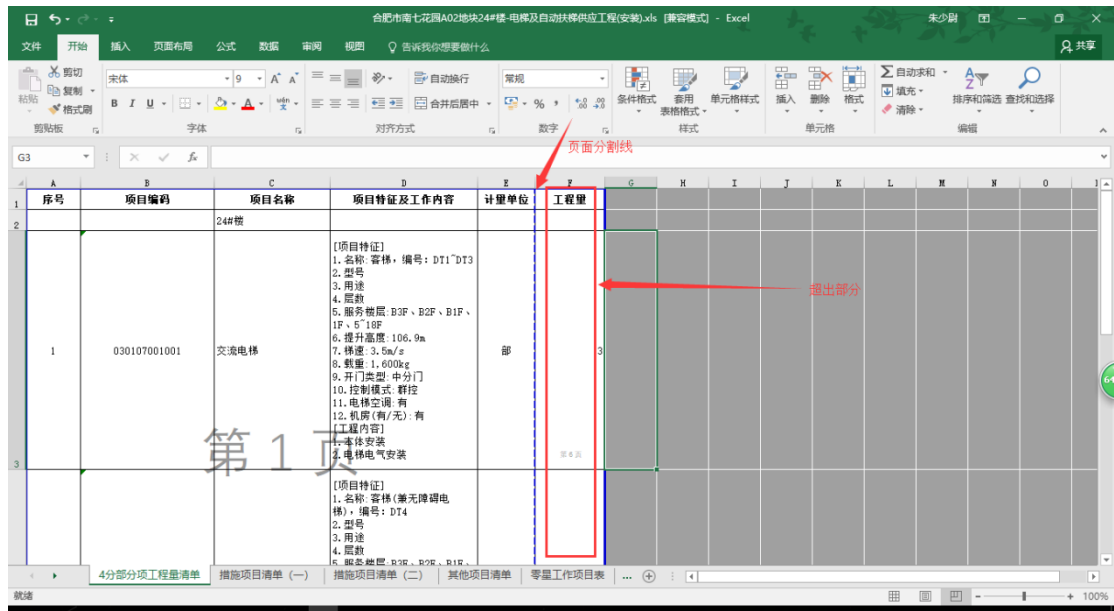 合肥市南七花园A02地块24#楼-电梯及自动扶梯供应工程(安装).xls [兼容模式] - Excel
朱少尉
文件 开始 插入 页面布局 公式 数据 审阅 视图 告诉我你想要做什么 共享
剪切
复制
格式刷
粘贴
宋体 9
自动换行
合并后居中
常规
条件格式 套用表格格式 单元格样式
插入 删除 格式
自动求和
填充
清除
排序和筛选 查找和选择
剪贴板 字体 对齐方式 数字 样式 单元格 编辑
页面分割线
G3 fx
A B C D E F G H I J K L M N O
1 序号 项目编码 项目名称 项目特征及工作内容 计量单位 工程量
2 24#楼
[项目特征]
1.名称:客梯，编号：DT1~DT3
2.型号
3.用途
4.层数
5.服务楼层:B3F、B2F、B1F、
1F、5~18F
6.提升高度:106.9m
1 030107001001 交流电梯 7.梯速:3.5m/s 部 3
8.载重:1,600kg
9.开门类型:中分门
10.控制模式:群控
11.电梯空调:有
12.机房(有/无):有
[工程内容]
1.本体安装
2.电梯电气安装
3
第 1 页
第 6 页
超出部分
[项目特征]
1.名称:客梯(兼无障碍电
梯)，编号：DT4
2.型号
3.用途
4.层数
5.服务楼层:B3F、B2F、B1F、
4分部分项工程量清单 措施项目清单（一） 措施项目清单（二） 其他项目清单 零星工作项目表 ...
就绪 100%
64